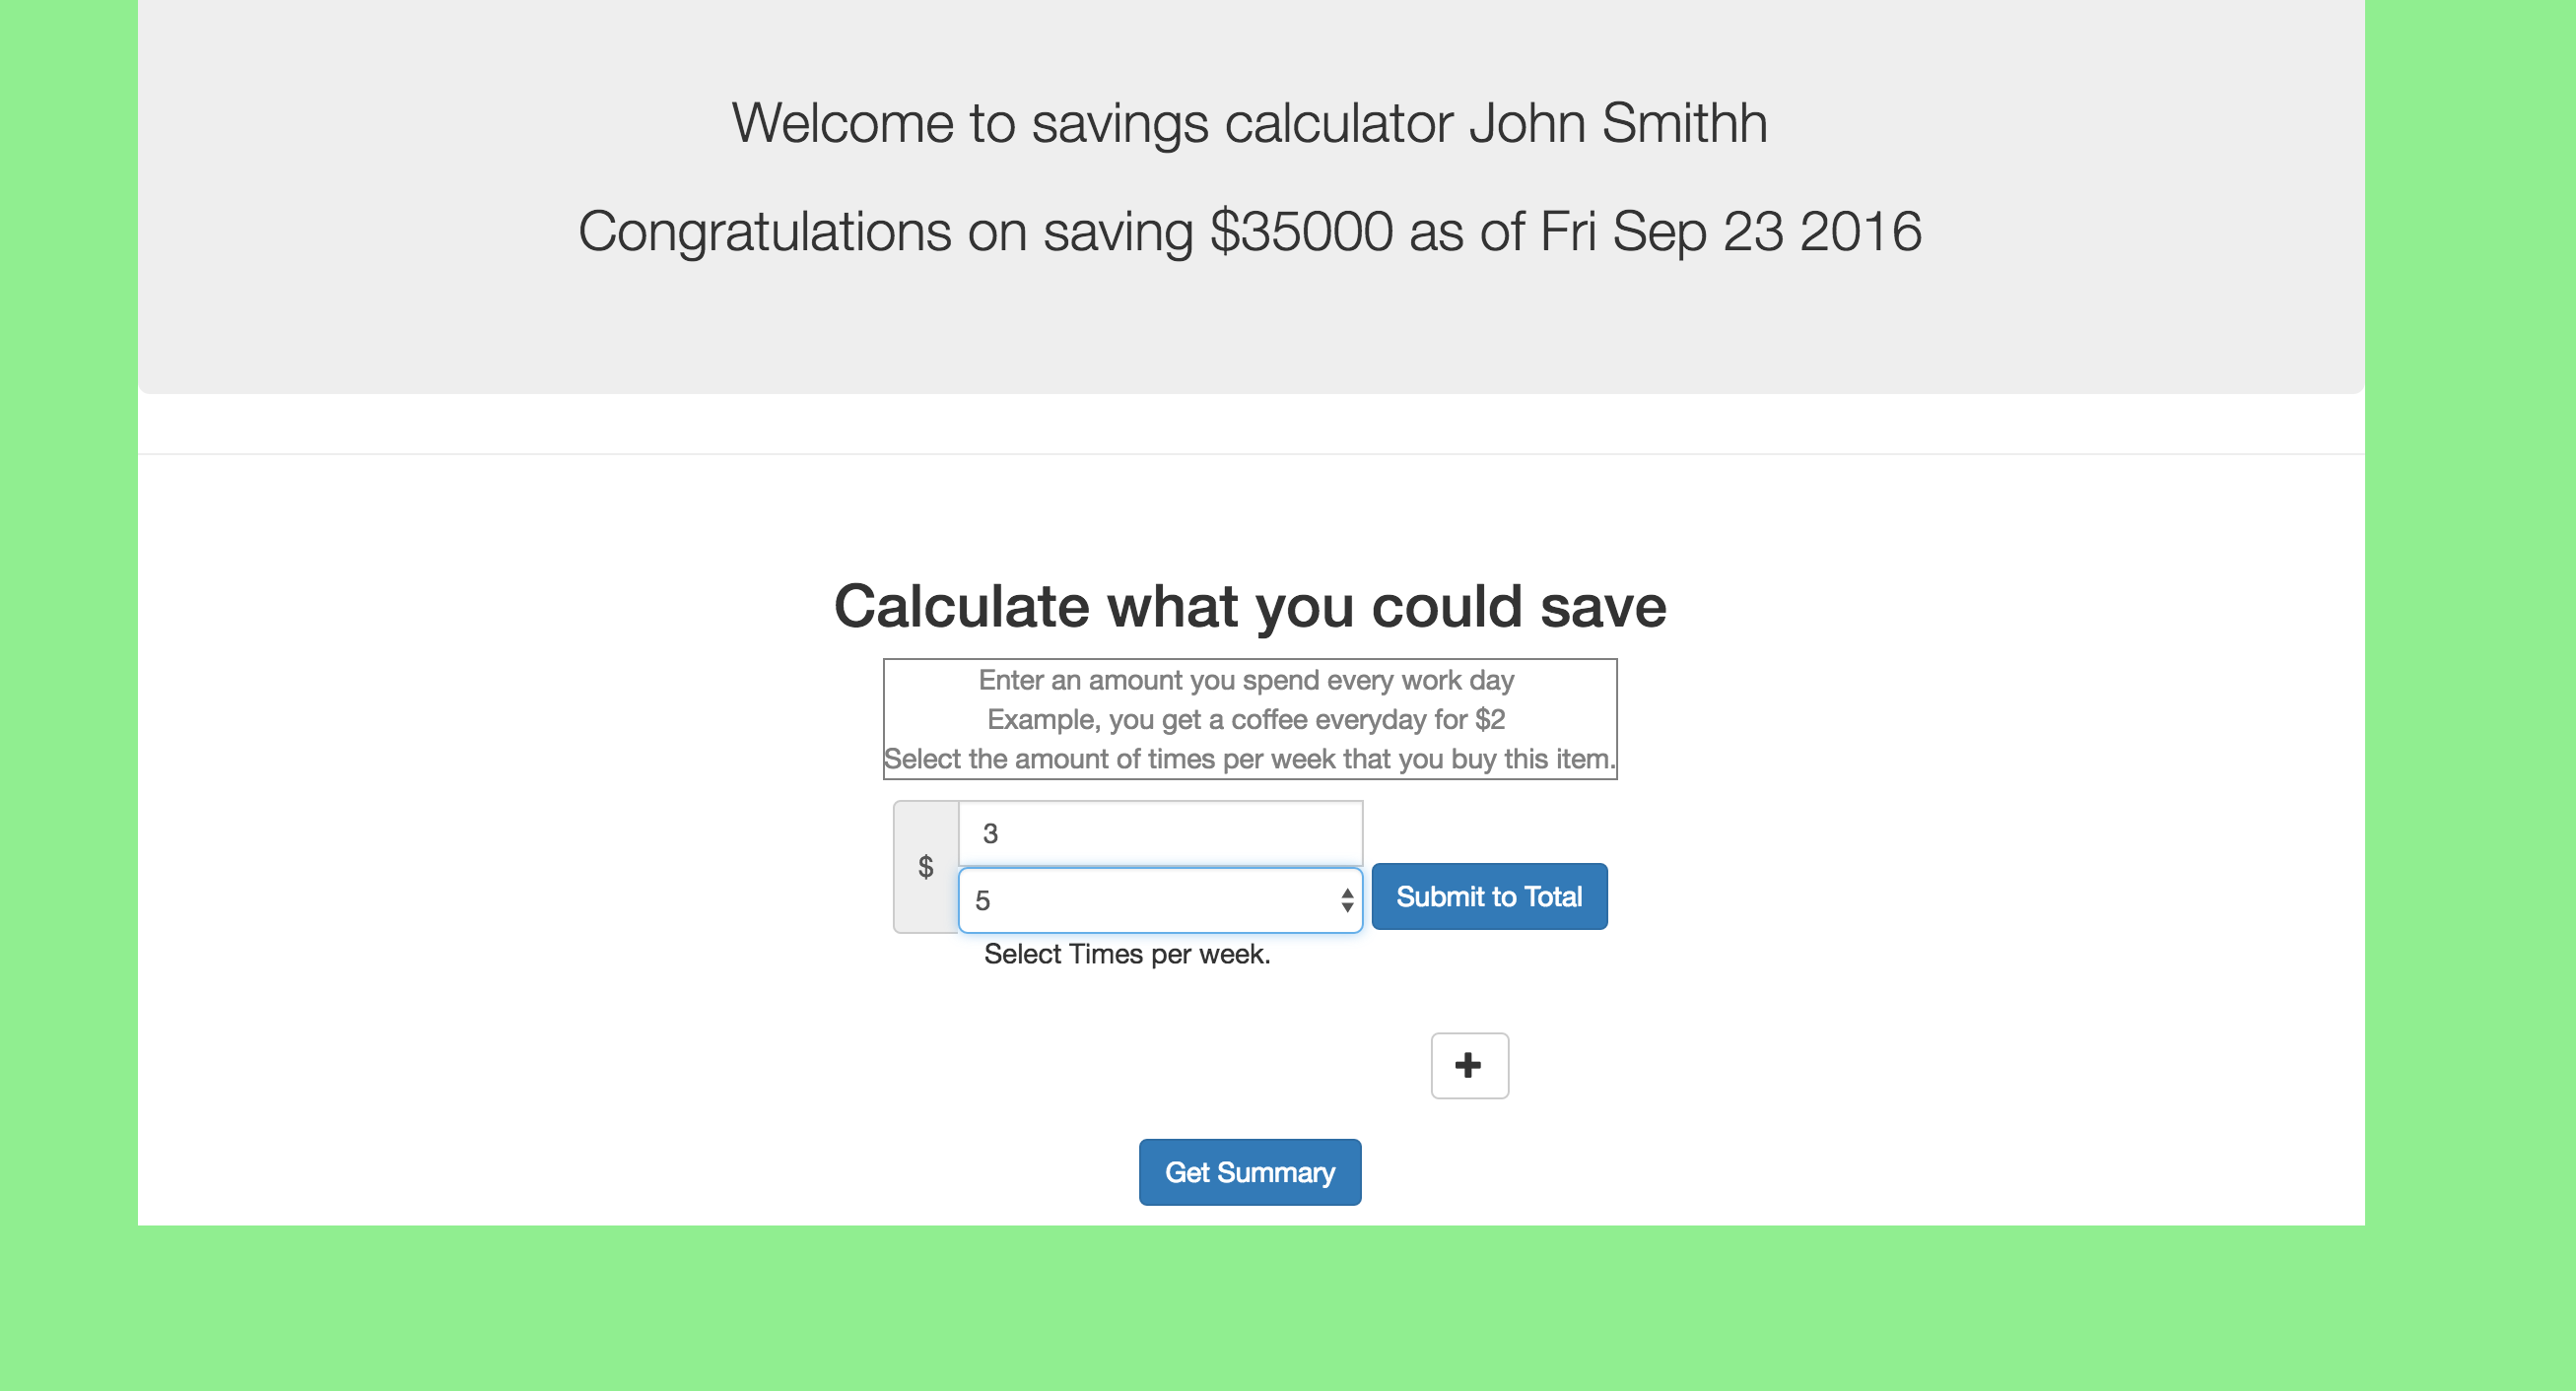 Welcome to savings calculator John Smithh
Congratulations on saving $35000 as of Fri Sep 23 2016
Calculate what you could save
Enter an amount you spend every work day
Example, you get a coffee everyday for $2
Select the amount of times per week that you buy this item.
$
3
5
Submit to Total
Select Times per week.
Get Summary